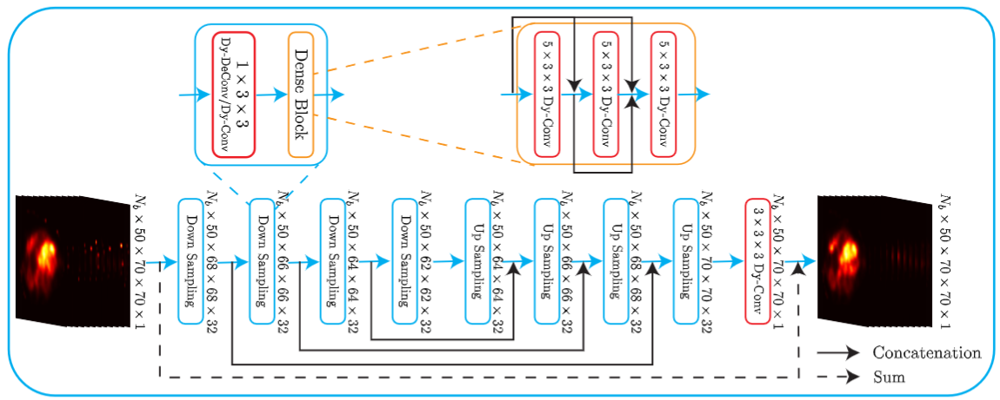 1 × 3 × 3
Dy-DeConv/Dy-Conv
Dense Block
5 × 3 × 3 Dy-Conv
5 × 3 × 3 Dy-Conv
5 × 3 × 3 Dy-Conv
N_b × 50 × 70 × 70 × 1
Down Sampling
N_b × 50 × 68 × 68 × 32
Down Sampling
N_b × 50 × 66 × 66 × 32
Down Sampling
N_b × 50 × 64 × 64 × 32
Down Sampling
N_b × 50 × 62 × 62 × 32
Up Sampling
N_b × 50 × 64 × 64 × 32
Up Sampling
N_b × 50 × 66 × 66 × 32
Up Sampling
N_b × 50 × 68 × 68 × 32
Up Sampling
N_b × 50 × 70 × 70 × 32
3 × 3 × 3 Dy-Conv
N_b × 50 × 70 × 70 × 1
N_b × 50 × 70 × 70 × 1
Concatenation
Sum